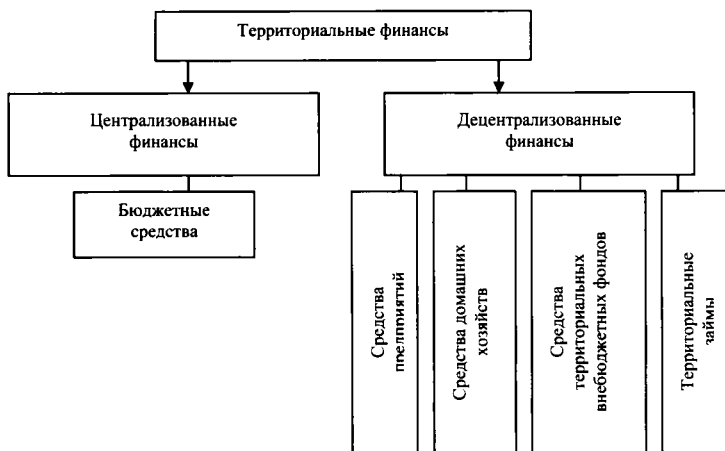 Территориальные финансы
Централизованные
финансы
Децентрализованные
финансы
Бюджетные
средства
Средства
предприятий
Средства домашних
хозяйств
Средства
территориальных
внебюджетных фондов
Территориальные
займы